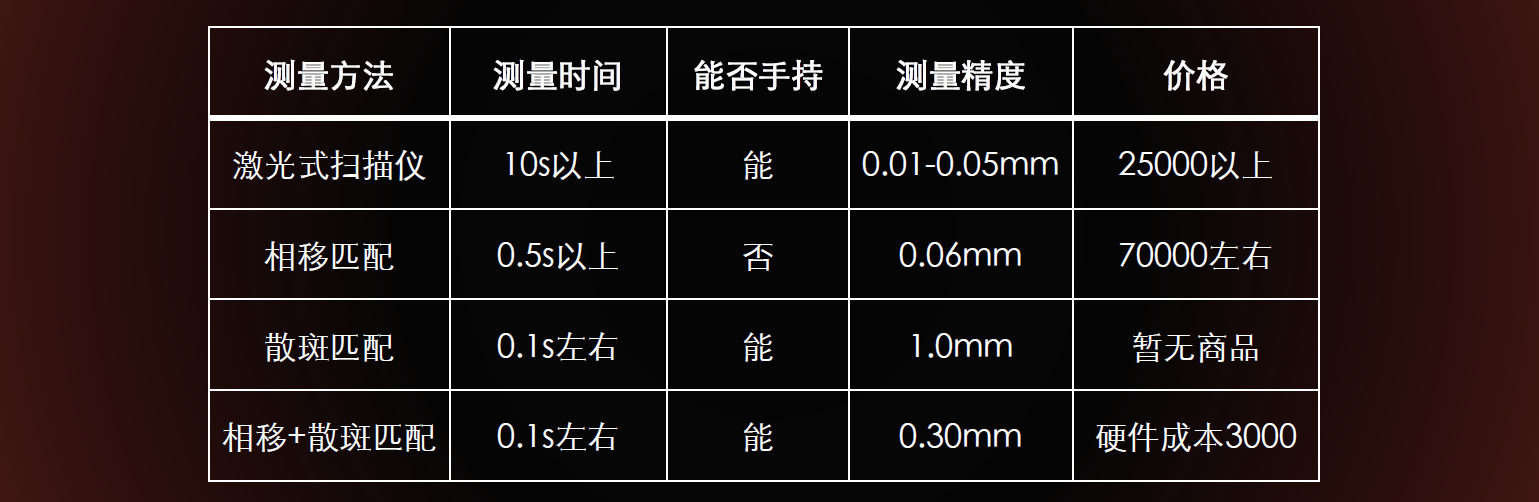 测量方法 测量时间 能否手持 测量精度 价格
激光式扫描仪 10s以上 能 0.01-0.05mm 25000以上
相移匹配 0.5s以上 否 0.06mm 70000左右
散斑匹配 0.1s左右 能 1.0mm 暂无商品
相移+散斑匹配 0.1s左右 能 0.30mm 硬件成本3000